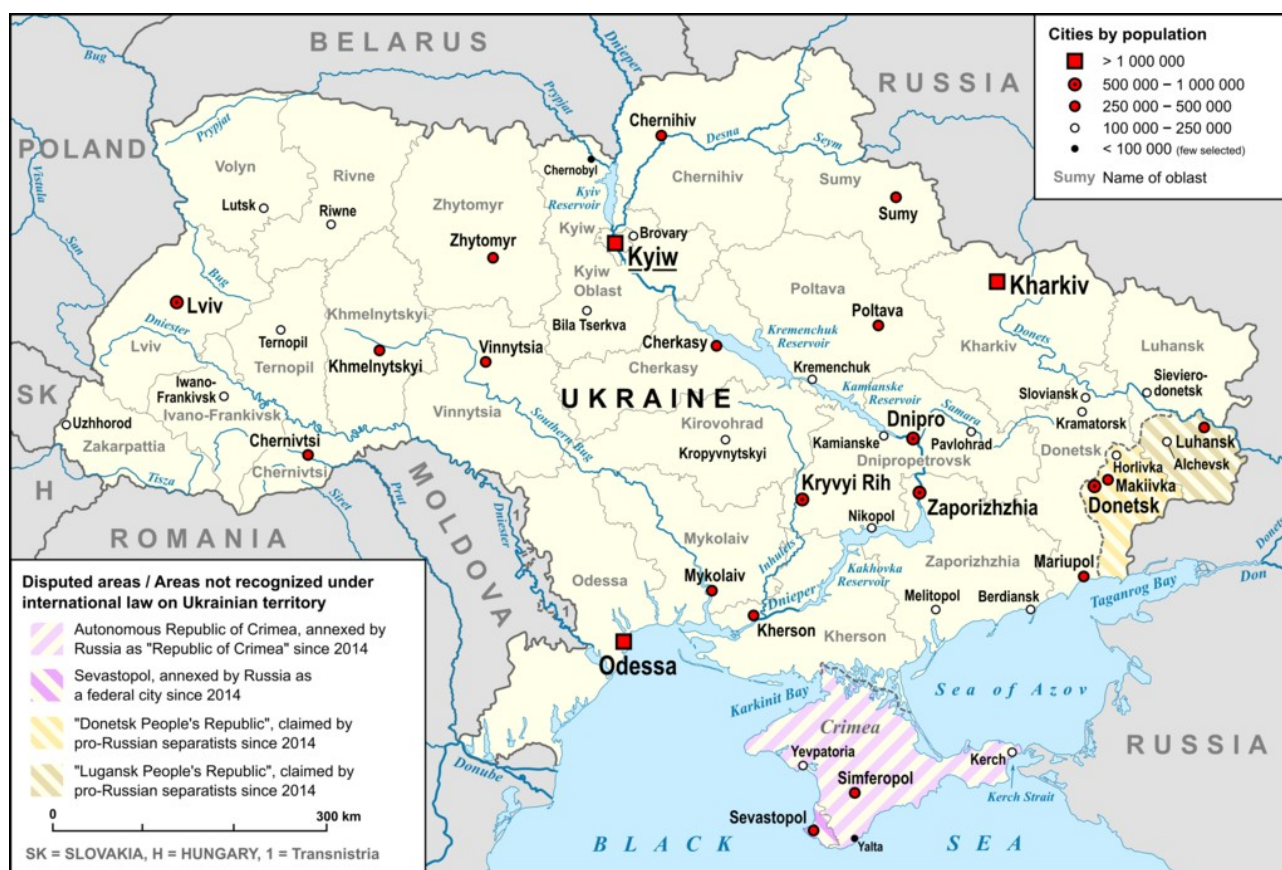 BELARUS
RUSSIA
POLAND
Bug
Dnieper
Prypjat
Prypjat
Desna
Seym
Vistula
San
Bug
Cities by population
> 1 000 000
500 000 – 1 000 000
250 000 – 500 000
100 000 – 250 000
< 100 000 (few selected)
Sumy Name of oblast
Chernihiv
Chernobyl
Volyn
Rivne
Zhytomyr
Chernihiv
Sumy
Kyiv
Reservoir
Lutsk
Riwne
Sumy
Zhytomyr
Kyiv
Brovary
Kyiw
Kyiw
Oblast
Lviv
Kharkiv
Bila Tserkva
Poltava
Poltava
Khmelnytskyi
Dniester
Lviv
Ternopil
Ternopil
Khmelnytskyi
Vinnytsia
Cherkasy
Kremenchuk
Reservoir
Donets
Kharkiv
Luhansk
Cherkasy
Kremenchuk
Kamianske
Reservoir
SK
Iwano-
Frankivsk
Ivano-Frankivsk
UKRAINE
Sloviansk
Sieviero-
donetsk
Uzhhorod
Zakarpattia
Vinnytsia
Southern Bug
Kirovohrad
Kropyvnytskyi
Dnipro
Samara
Kamianske
Pavlohrad
Kramatorsk
Chernivtsi
Chernivtsi
Dnipropetrovsk
Donetsk
Luhansk
Horlivka
Alchevsk
Makiivka
Donetsk
H
Tisza
Siret
Prut
MOLDOVA
Dniester
1
1
Kryvyi Rih
Zaporizhzhia
Nikopol
ROMANIA
Mykolaiv
Inhulets
Kakhovka
Reservoir
Zaporizhzhia
Mariupol
Donets
Don
Taganrog Bay
Odessa
Mykolaiv
Dnieper
Kherson
Melitopol
Berdiansk
Kherson
Odessa
Karkinit Bay
Sea of Azov
RUSSIA
Crimea
Yevpatoria
Kerch
Kerch Strait
Simferopol
Sevastopol
Yalta
Danube
BLACK SEA
Disputed areas / Areas not recognized under
international law on Ukrainian territory
Autonomous Republic of Crimea, annexed by
Russia as "Republic of Crimea" since 2014
Sevastopol, annexed by Russia as
a federal city since 2014
"Donetsk People's Republic", claimed by
pro-Russian separatists since 2014
"Lugansk People's Republic", claimed by
pro-Russian separatists since 2014
0 300 km
SK = SLOVAKIA, H = HUNGARY, 1 = Transnistria